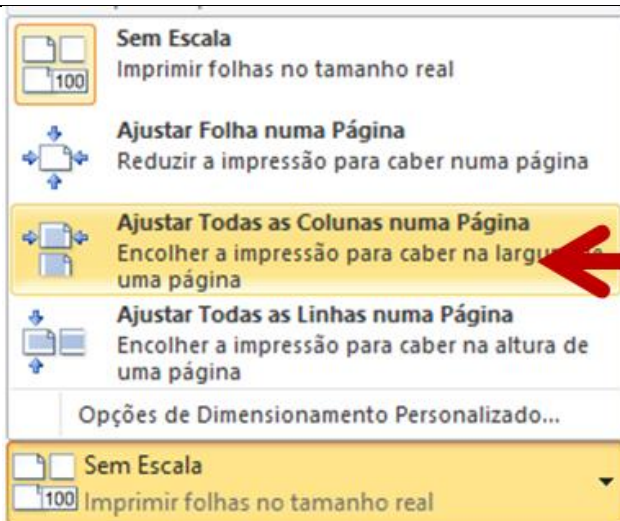 Sem Escala
100
Imprimir folhas no tamanho real
Ajustar Folha numa Página
Reduzir a impressão para caber numa página
Ajustar Todas as Colunas numa Página
Encolher a impressão para caber na
uma página
Ajustar Todas as Linhas numa Página
Encolher a impressão para caber na altura de
uma página
Opções de Dimensionamento Personalizado...
Sem Escala
100 Imprimir folhas no tamanho real